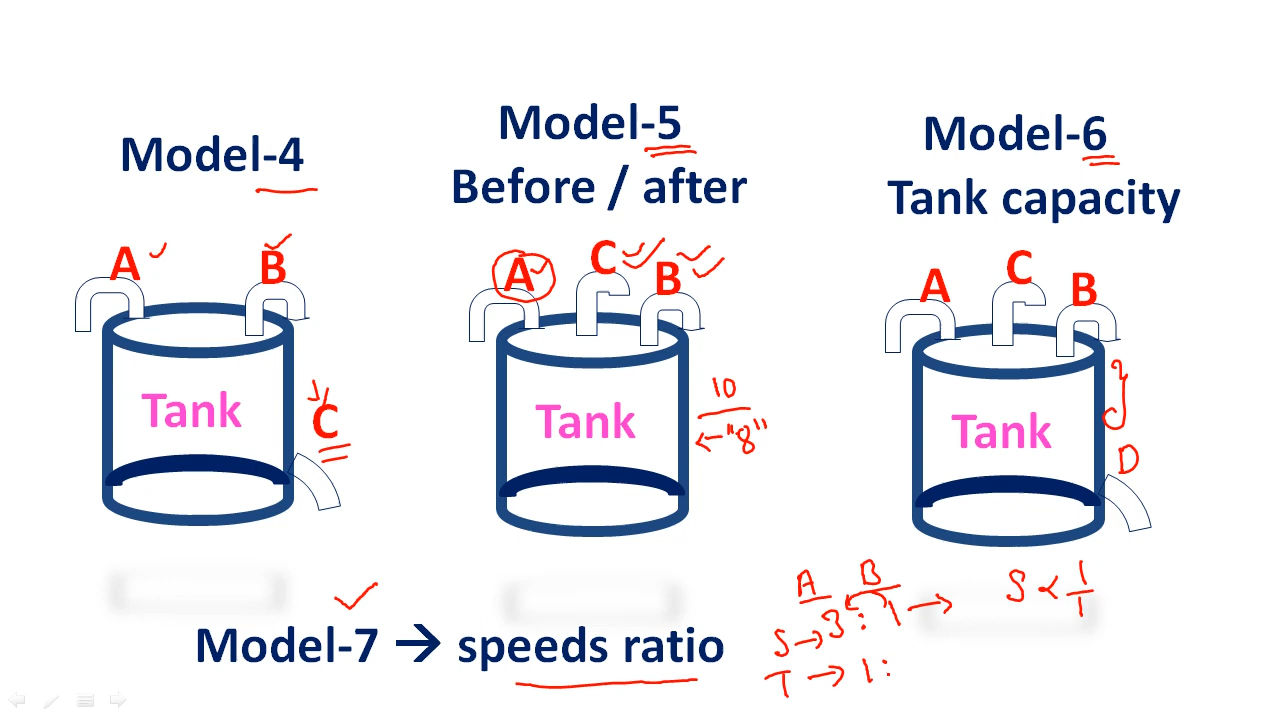 Model-4
A
B
Tank
C
Model-5
Before / after
A
C
B
Tank
10
"8"
Model-6
Tank capacity
A
C
B
Tank
D
Model-7 → speeds ratio
A B
S → 3 : 1 →
T → 1 :
S ∝ 1/1